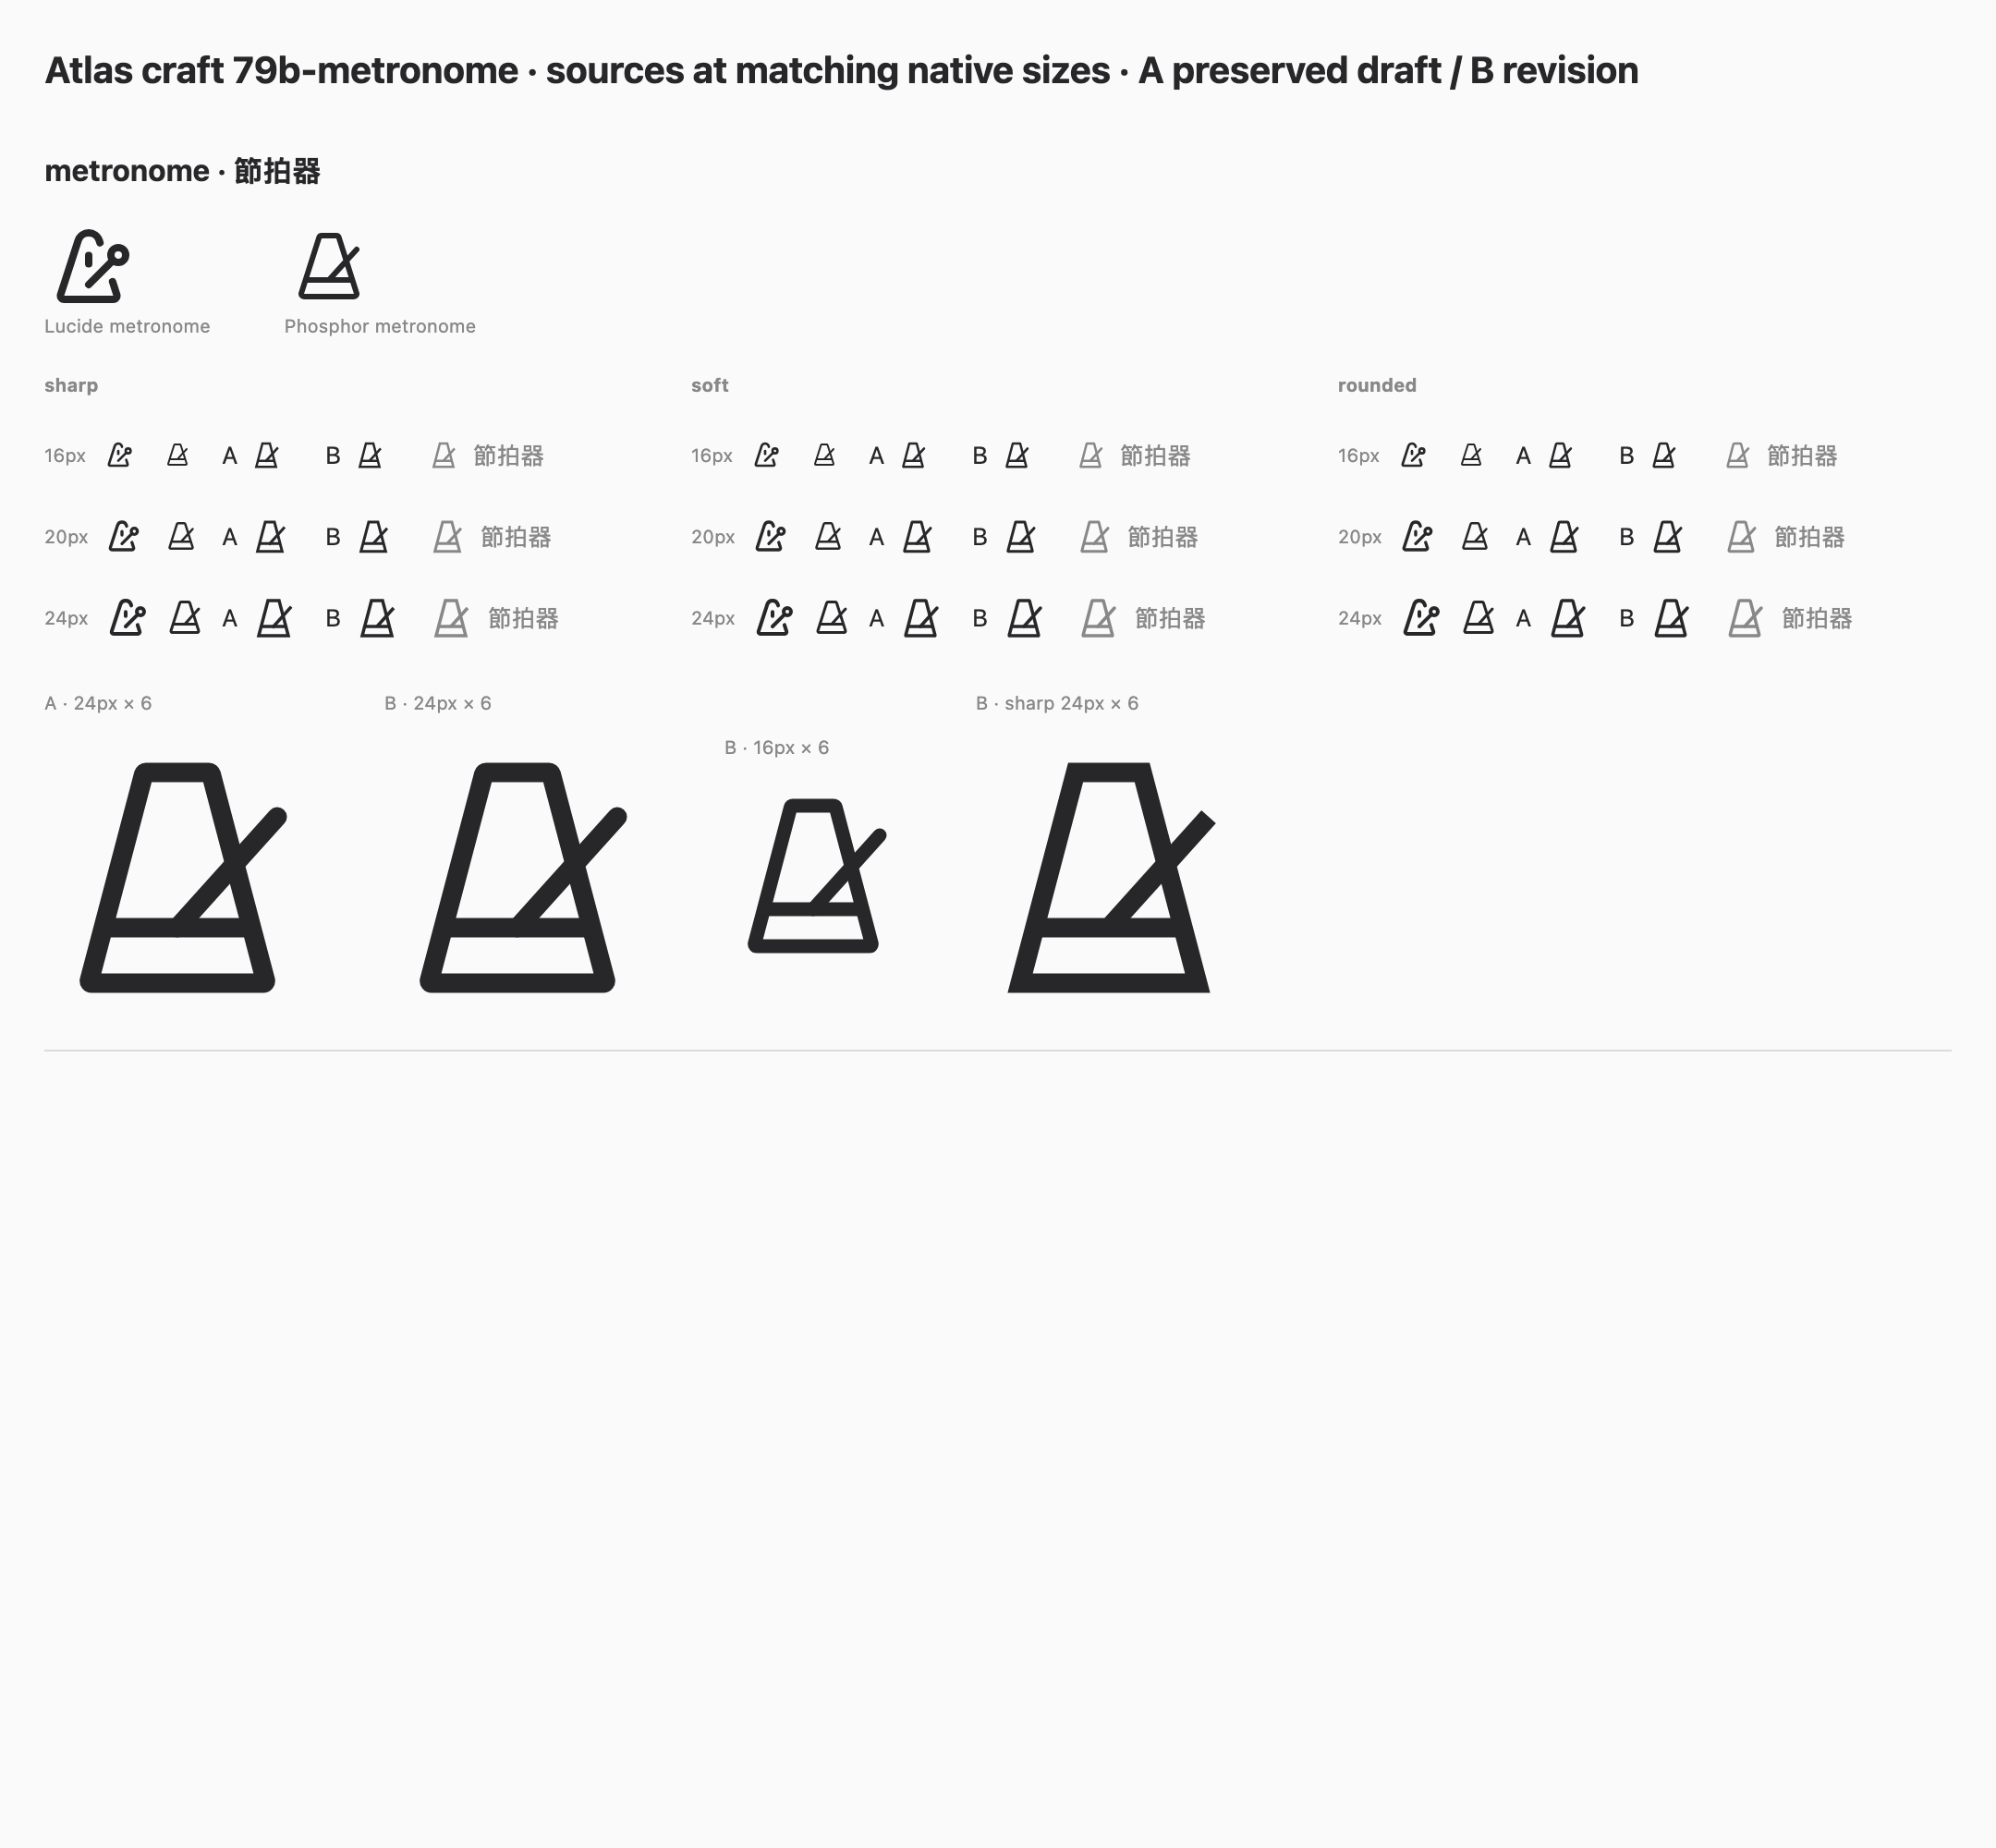 Atlas craft 79b-metronome · sources at matching native sizes · A preserved draft / B revision
metronome · 節拍器
Lucide metronome Phosphor metronome
sharp soft rounded
16px A B 節拍器 16px A B 節拍器 16px A B 節拍器
20px A B 節拍器 20px A B 節拍器 20px A B 節拍器
24px A B 節拍器 24px A B 節拍器 24px A B 節拍器
A · 24px × 6 B · 24px × 6 B · sharp 24px × 6
B · 16px × 6